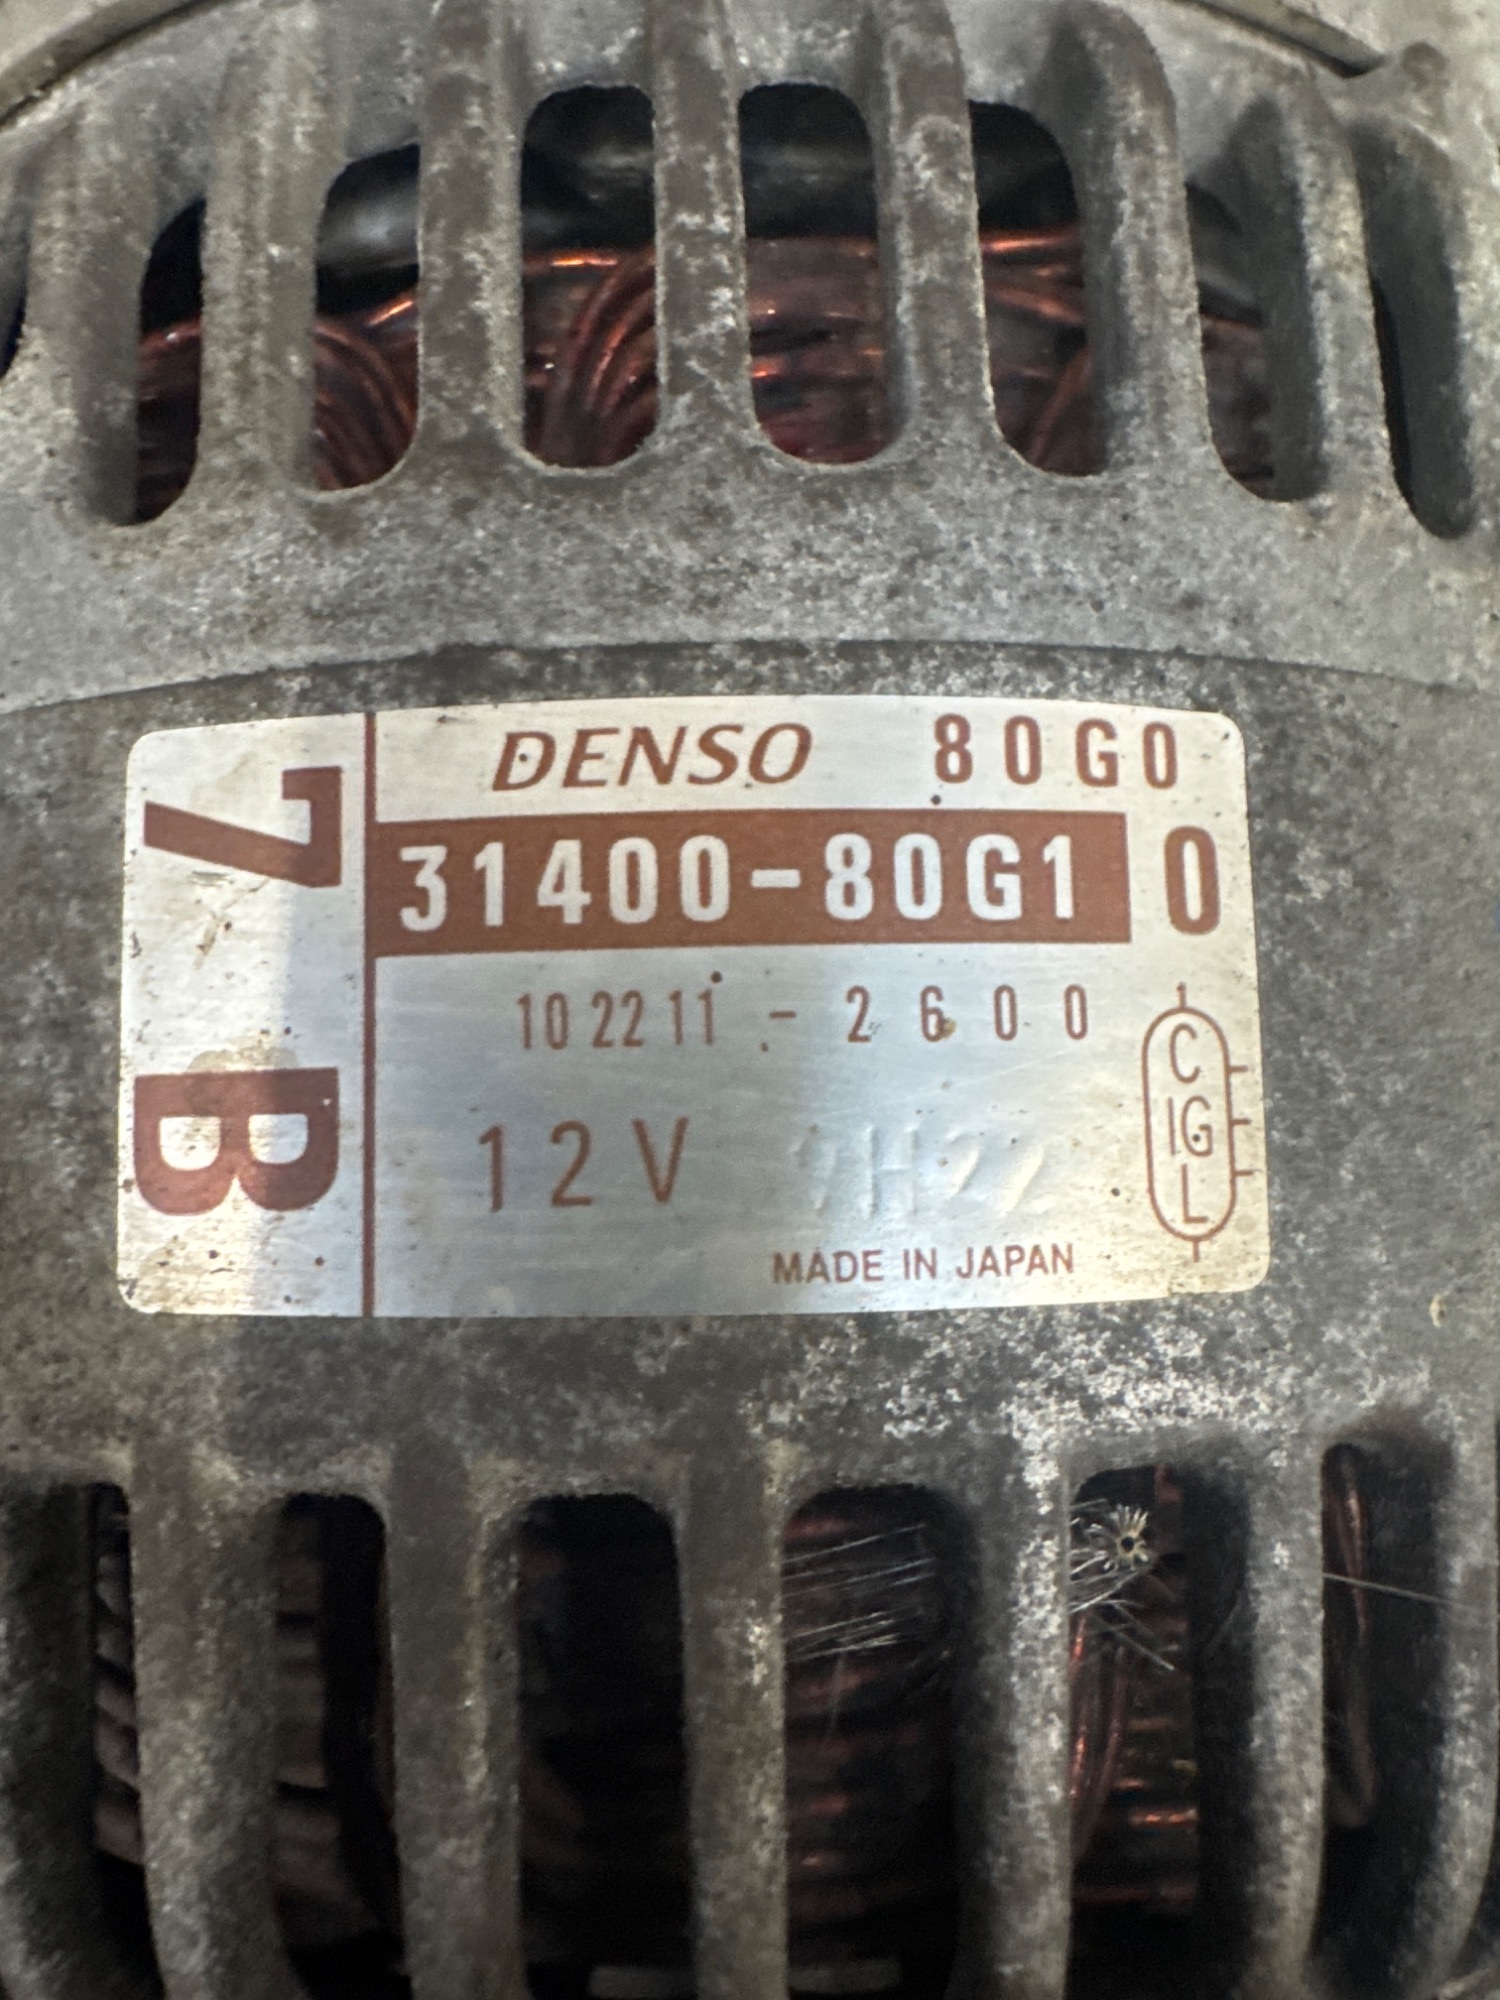 7 B
DENSO 80G0
31400-80G1 0
102211-2600
12V
C
IG
L
MADE IN JAPAN